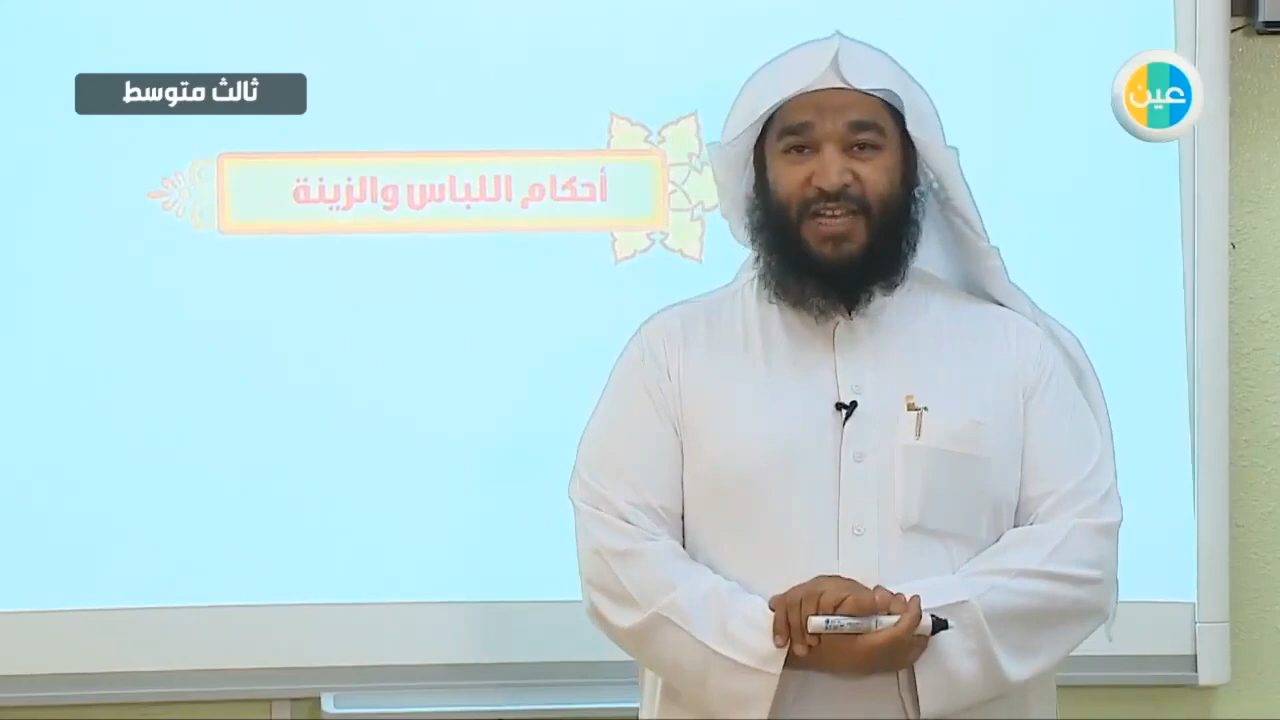 ثالث متوسط
عين
أحكام اللباس والزينة